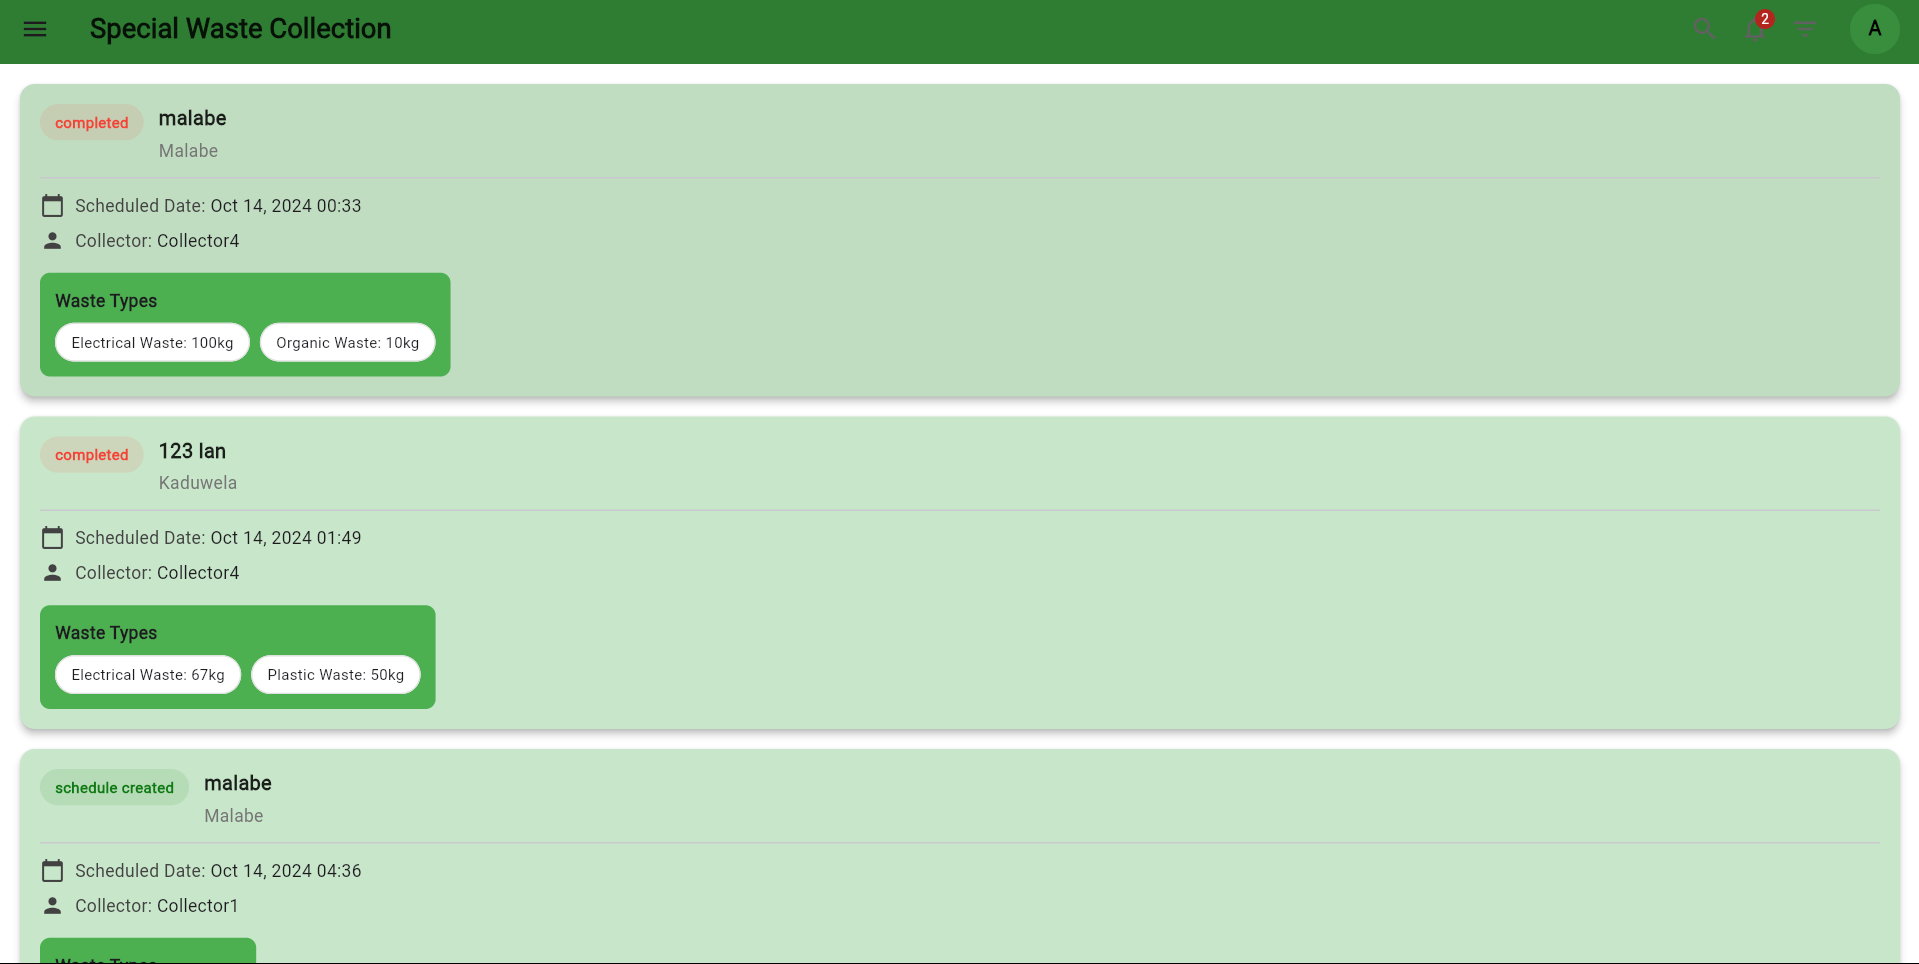 Special Waste Collection
2
A
completed
malabe
Malabe
Scheduled Date: Oct 14, 2024 00:33
Collector: Collector4
Waste Types
Electrical Waste: 100kg
Organic Waste: 10kg
completed
123 lan
Kaduwela
Scheduled Date: Oct 14, 2024 01:49
Collector: Collector4
Waste Types
Electrical Waste: 67kg
Plastic Waste: 50kg
schedule created
malabe
Malabe
Scheduled Date: Oct 14, 2024 04:36
Collector: Collector1
Waste Types